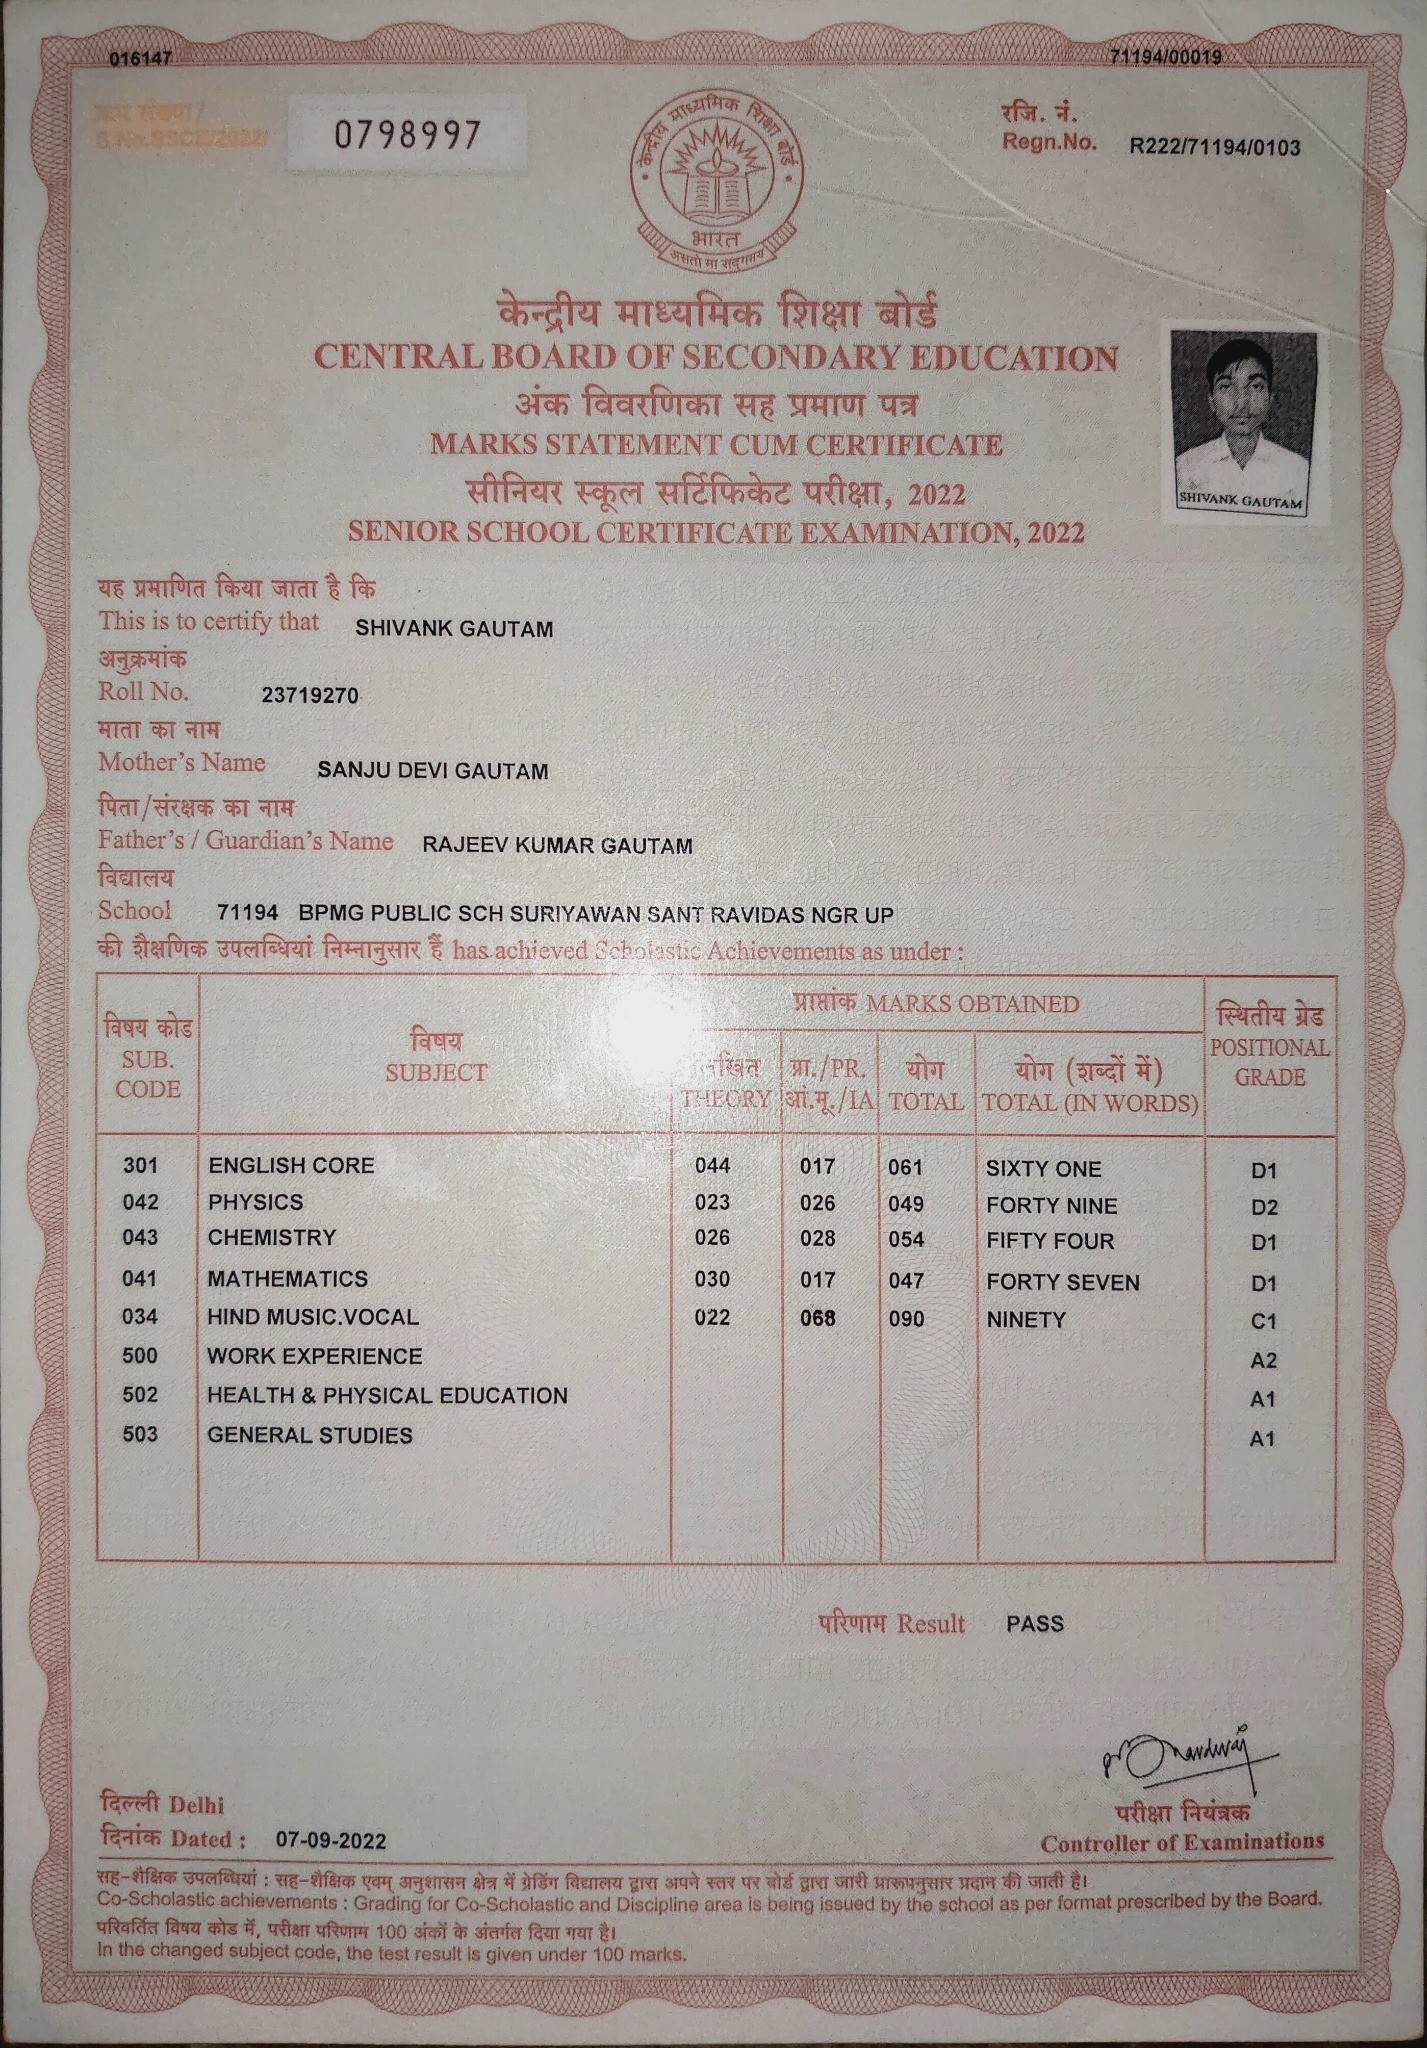 016147
71194/00019
क्रम संख्या /
S.No.SSCE/2022/
0798997
रजि. नं.
Regn.No. R222/71194/0103
केन्द्रीय माध्यमिक शिक्षा बोर्ड
भारत
असतो मा सद्गमय
केन्द्रीय माध्यमिक शिक्षा बोर्ड
CENTRAL BOARD OF SECONDARY EDUCATION
अंक विवरणिका सह प्रमाण पत्र
MARKS STATEMENT CUM CERTIFICATE
सीनियर स्कूल सर्टिफिकेट परीक्षा, 2022
SENIOR SCHOOL CERTIFICATE EXAMINATION, 2022
SHIVANK GAUTAM
यह प्रमाणित किया जाता है कि
This is to certify that SHIVANK GAUTAM
अनुक्रमांक
Roll No. 23719270
माता का नाम
Mother's Name SANJU DEVI GAUTAM
पिता/संरक्षक का नाम
Father's / Guardian's Name RAJEEV KUMAR GAUTAM
विद्यालय
School 71194 BPMG PUBLIC SCH SURIYAWAN SANT RAVIDAS NGR UP
की शैक्षणिक उपलब्धियां निम्नानुसार हैं has achieved Scholastic Achievements as under :
विषय कोड
SUB.
CODE
विषय
SUBJECT
प्राप्तांक MARKS OBTAINED
लिखित
THEORY
प्रा./PR.
आं.मू./IA
योग
TOTAL
योग (शब्दों में)
TOTAL (IN WORDS)
स्थितीय ग्रेड
POSITIONAL
GRADE
301 ENGLISH CORE 044 017 061 SIXTY ONE D1
042 PHYSICS 023 026 049 FORTY NINE D2
043 CHEMISTRY 026 028 054 FIFTY FOUR D1
041 MATHEMATICS 030 017 047 FORTY SEVEN D1
034 HIND MUSIC.VOCAL 022 068 090 NINETY C1
500 WORK EXPERIENCE A2
502 HEALTH & PHYSICAL EDUCATION A1
503 GENERAL STUDIES A1
परिणाम Result PASS
दिल्ली Delhi
दिनांक Dated : 07-09-2022
परीक्षा नियंत्रक
Controller of Examinations
सह-शैक्षिक उपलब्धियां : सह-शैक्षिक एवम् अनुशासन क्षेत्र में ग्रेडिंग विद्यालय द्वारा अपने स्तर पर बोर्ड द्वारा जारी प्रारूपनुसार प्रदान की जाती है।
Co-Scholastic achievements : Grading for Co-Scholastic and Discipline area is being issued by the school as per format prescribed by the Board.
परिवर्तित विषय कोड में, परीक्षा परिणाम 100 अंकों के अंतर्गत दिया गया है।
In the changed subject code, the test result is given under 100 marks.